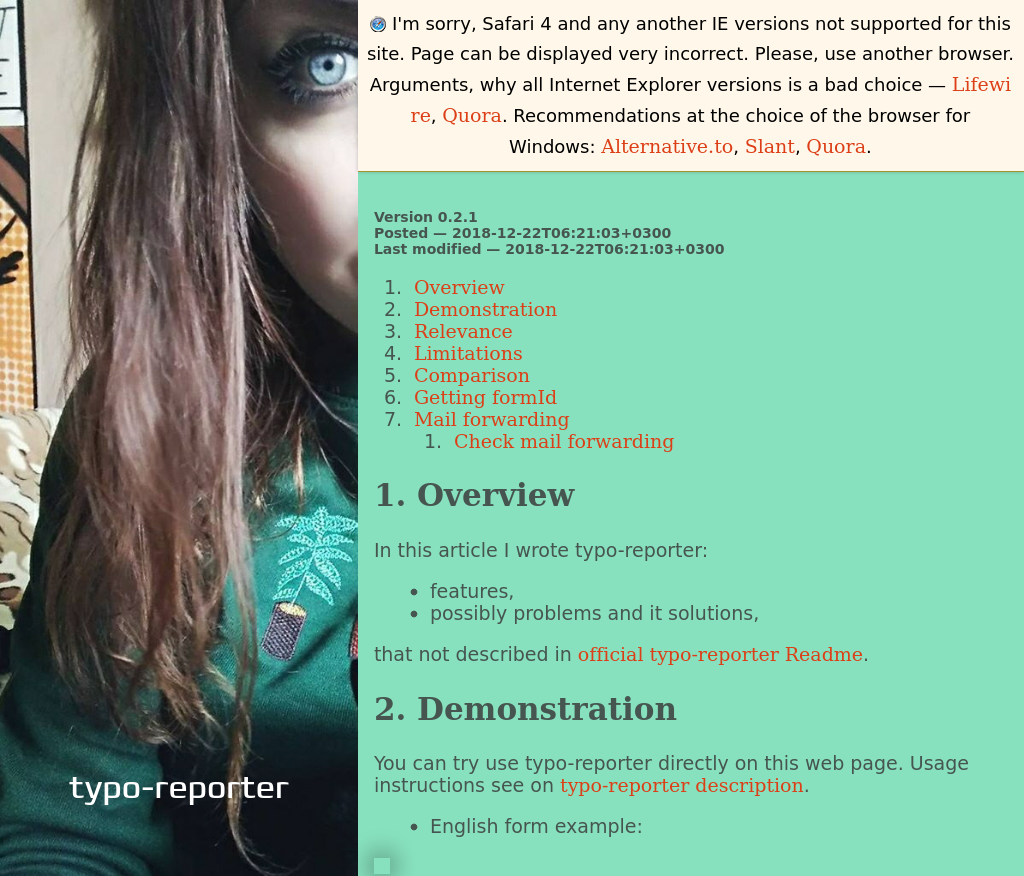 I'm sorry, Safari 4 and any another IE versions not supported for this
site. Page can be displayed very incorrect. Please, use another browser.
Arguments, why all Internet Explorer versions is a bad choice — Lifewi
re, Quora. Recommendations at the choice of the browser for
Windows: Alternative.to, Slant, Quora.
Version 0.2.1
Posted — 2018-12-22T06:21:03+0300
Last modified — 2018-12-22T06:21:03+0300
1. Overview
2. Demonstration
3. Relevance
4. Limitations
5. Comparison
6. Getting formId
7. Mail forwarding
1. Check mail forwarding
1. Overview
In this article I wrote typo-reporter:
• features,
• possibly problems and it solutions,
that not described in official typo-reporter Readme.
2. Demonstration
You can try use typo-reporter directly on this web page. Usage
instructions see on typo-reporter description.
• English form example:
typo-reporter